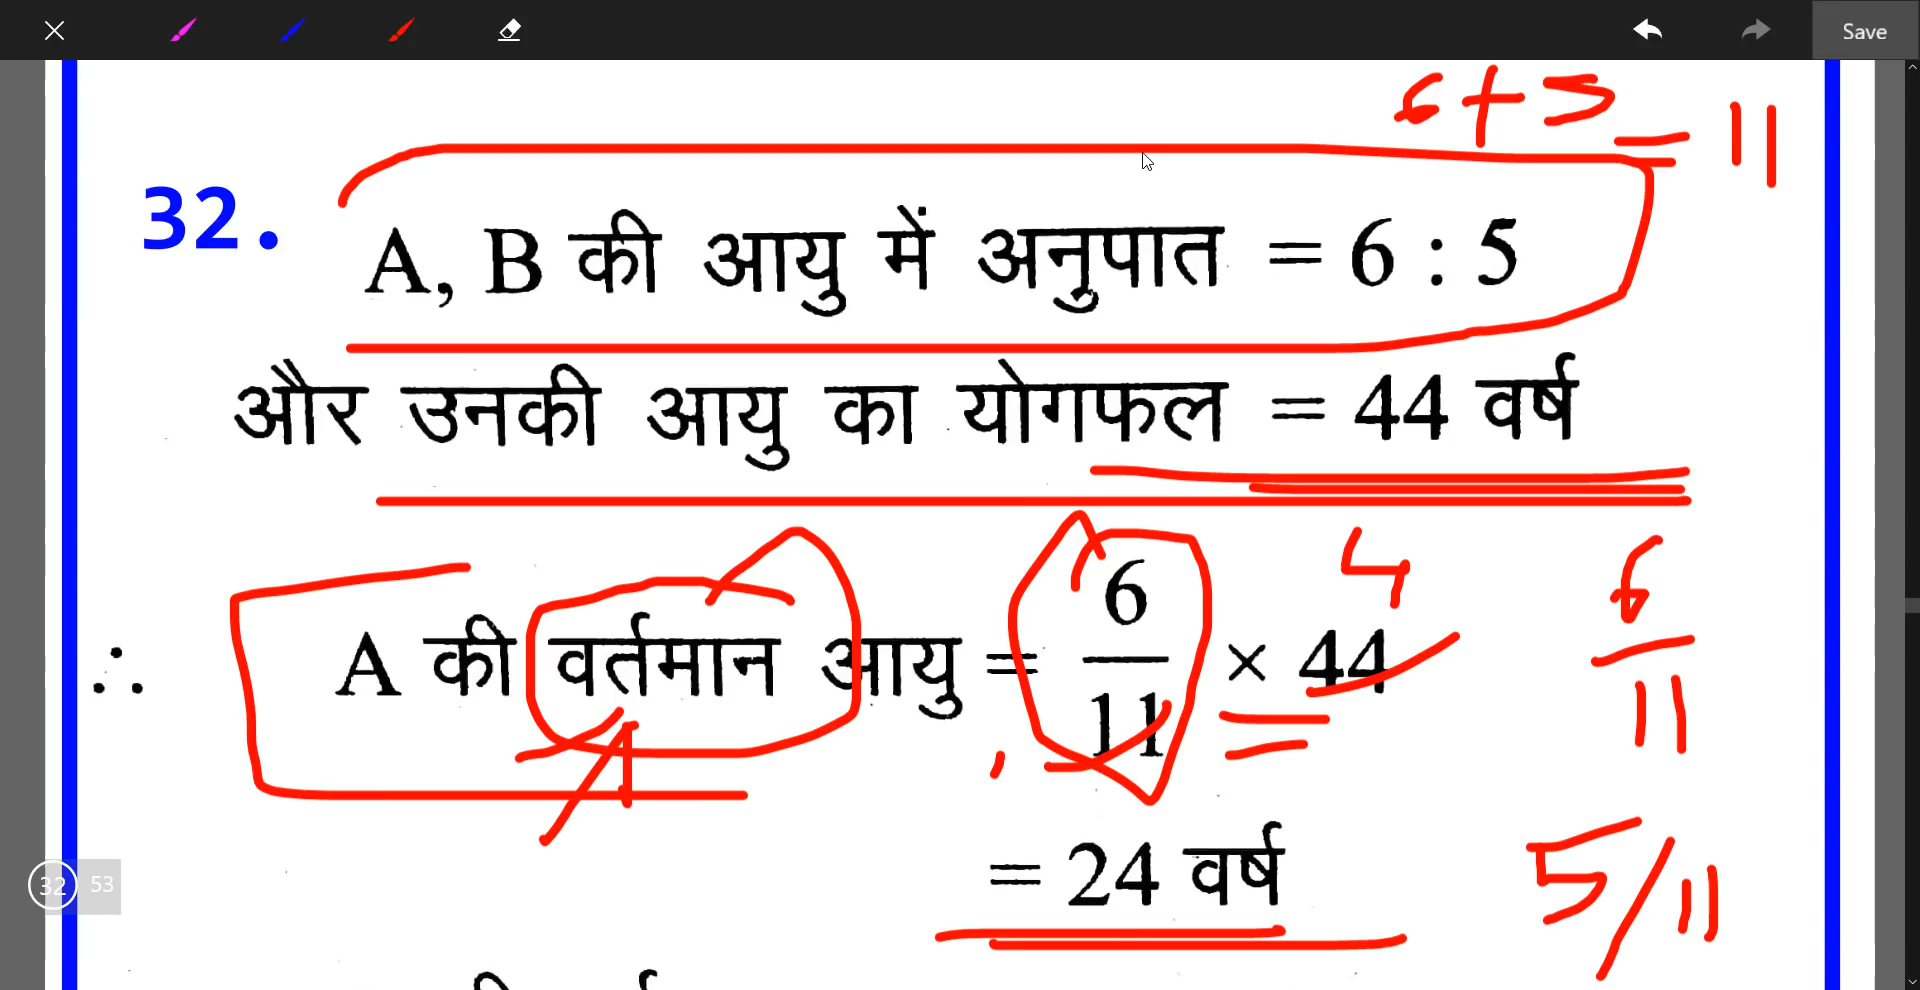 Save
6+5=11
32.
A, B की आयु में अनुपात = 6 : 5
और उनकी आयु का योगफल = 44 वर्ष
∴ A की वर्तमान आयु = 6/11 × 44
4
6/11
A
= 24 वर्ष
5/11
32 53